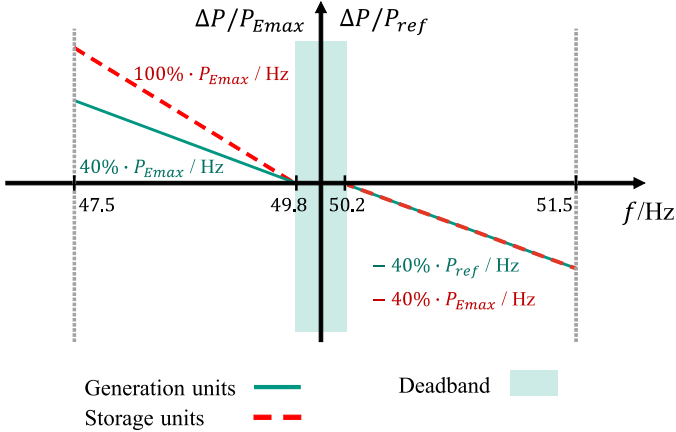 ΔP/P_Emax ΔP/P_ref
100% · P_Emax / Hz
40% · P_Emax / Hz
47.5 49.8 50.2 51.5 f/Hz
– 40% · P_ref / Hz
– 40% · P_Emax / Hz
Generation units Deadband
Storage units